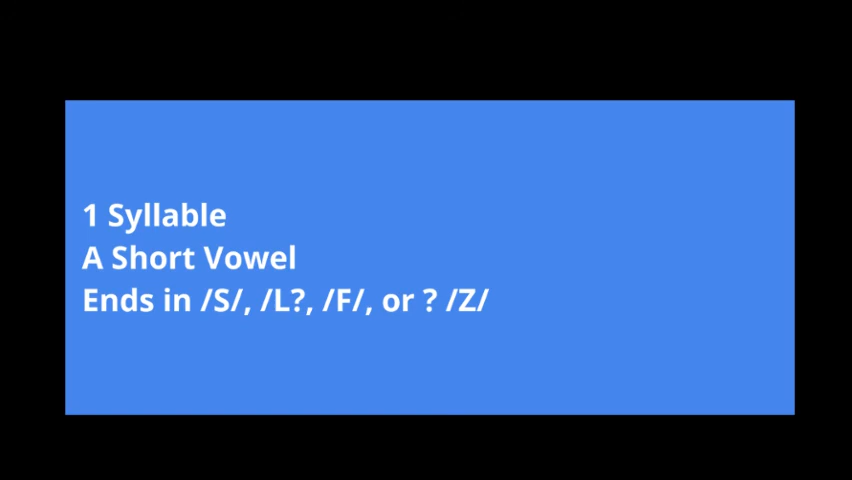 1 Syllable
A Short Vowel
Ends in /S/, /L?, /F/, or ? /Z/